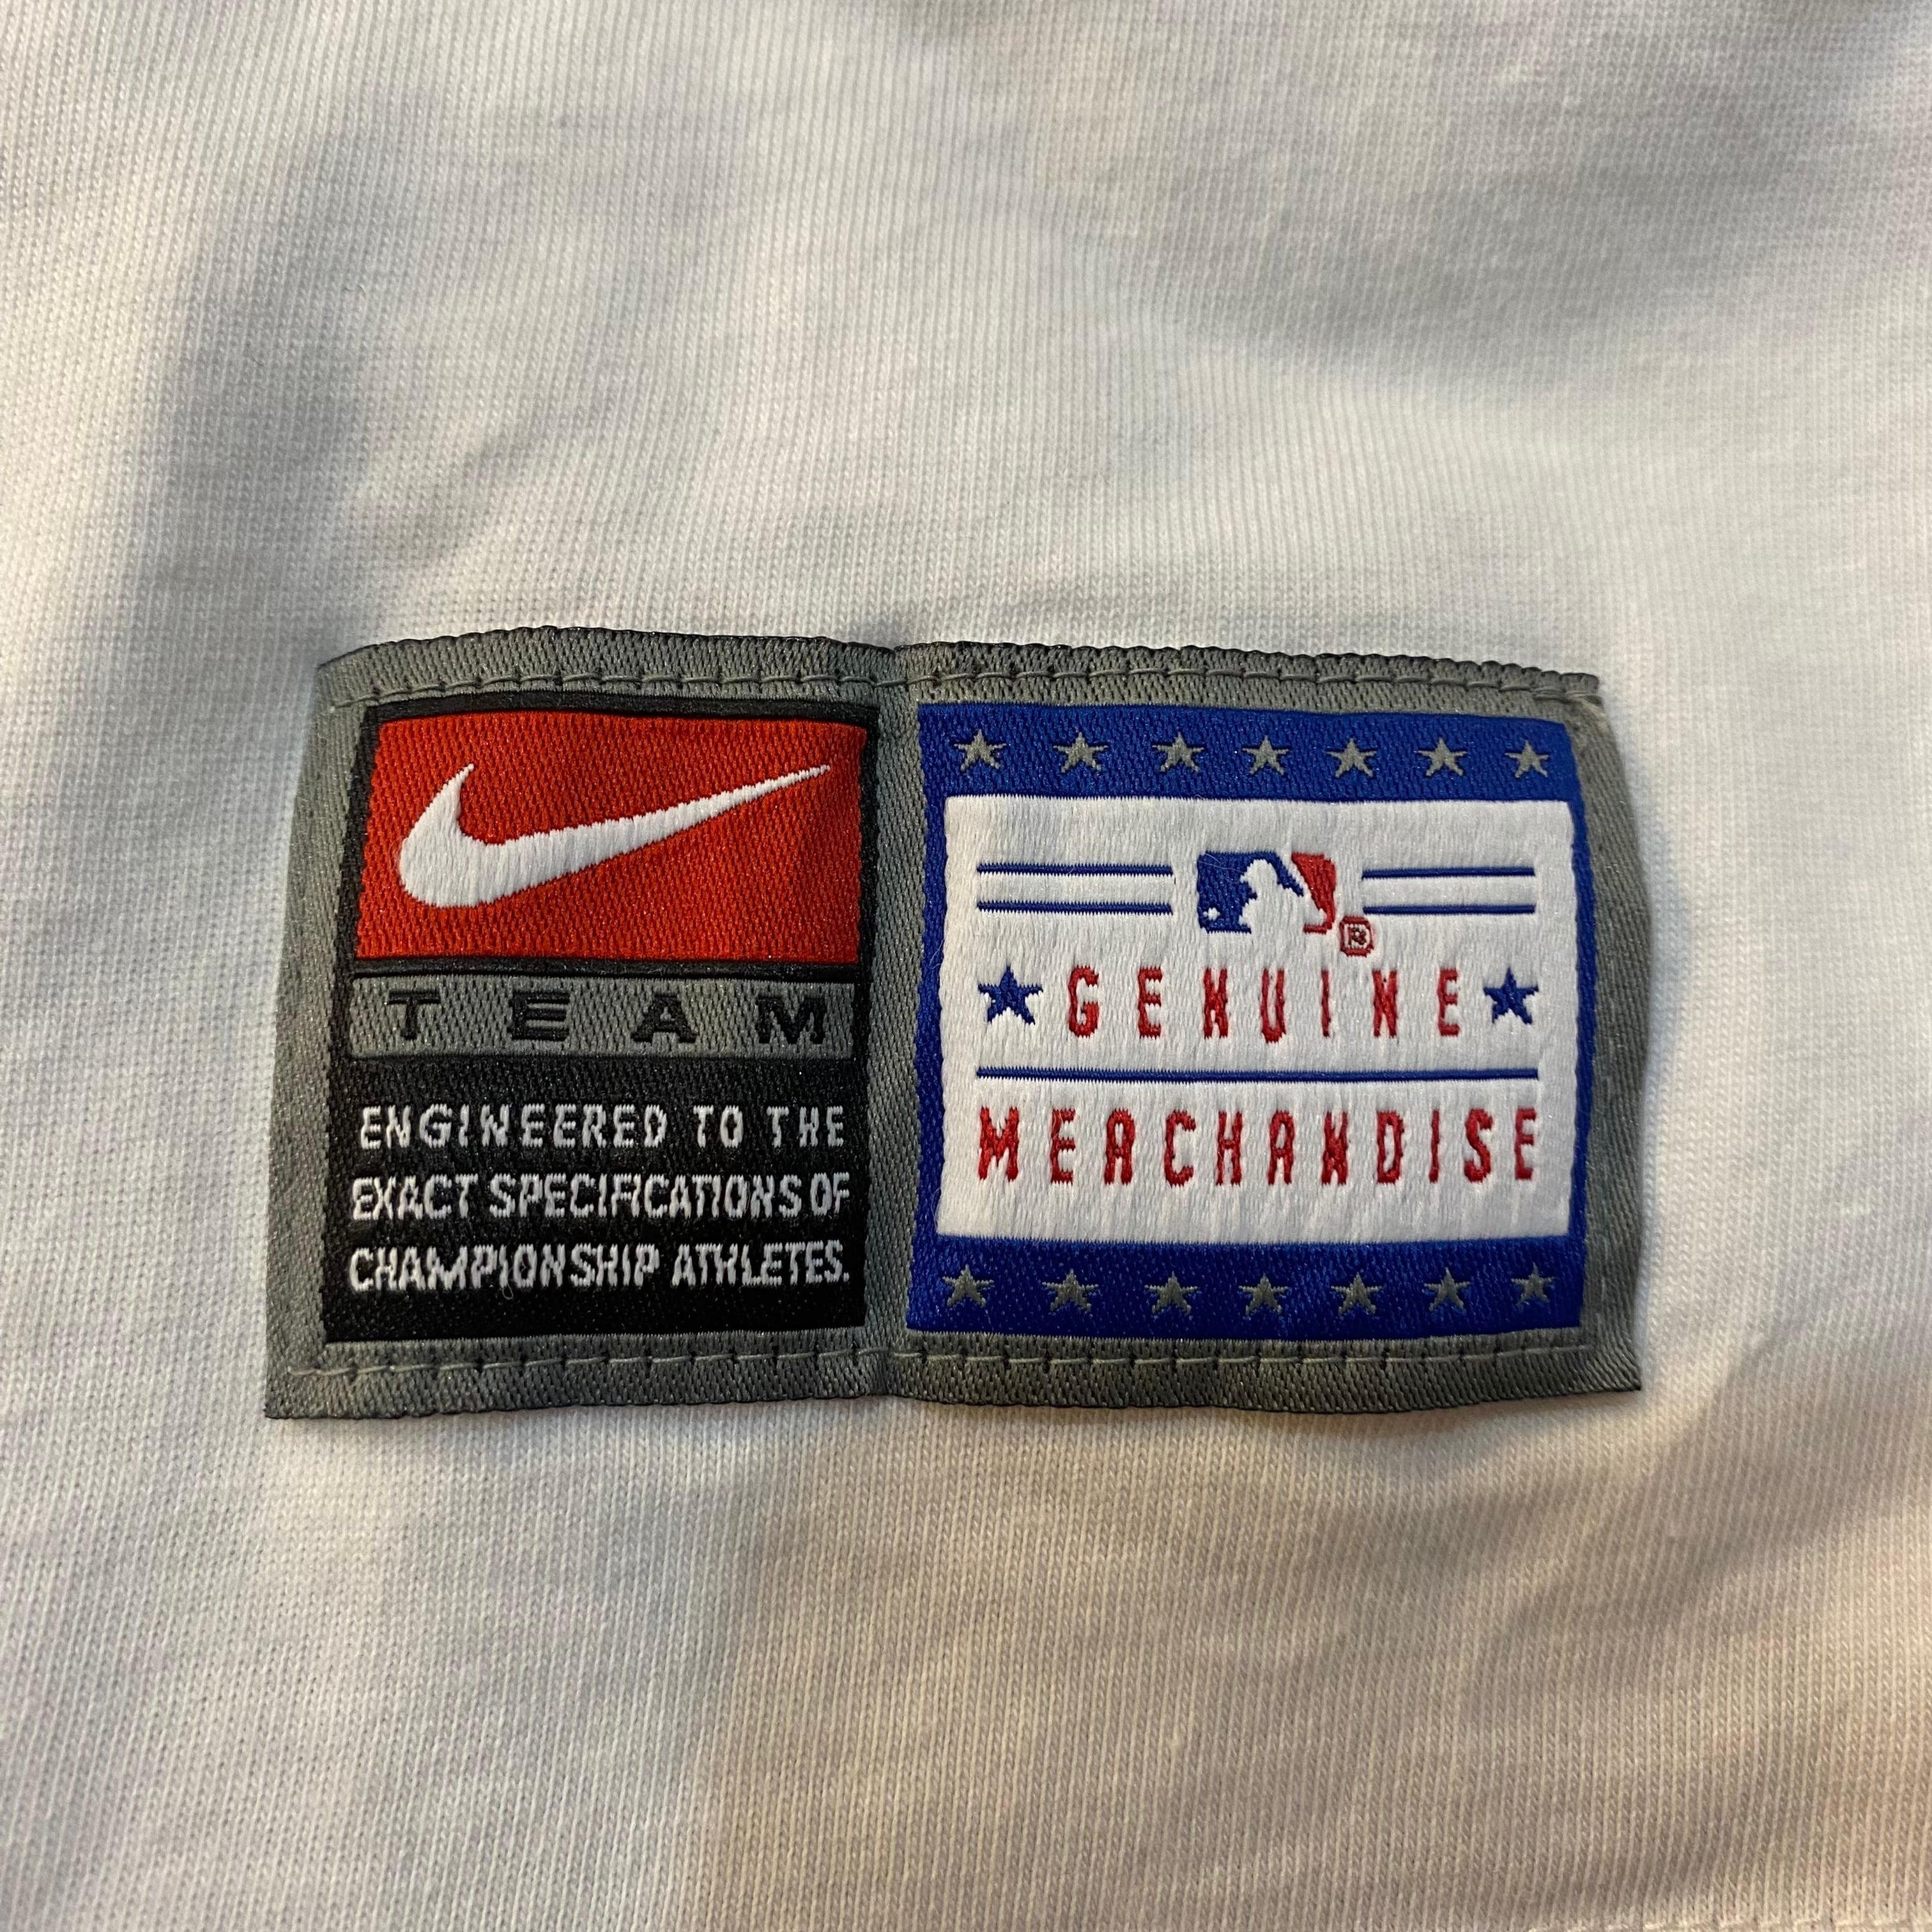 TEAM
ENGINEERED TO THE
EXACT SPECIFICATIONS OF
CHAMPIONSHIP ATHLETES.
®
GENUINE
MERCHANDISE